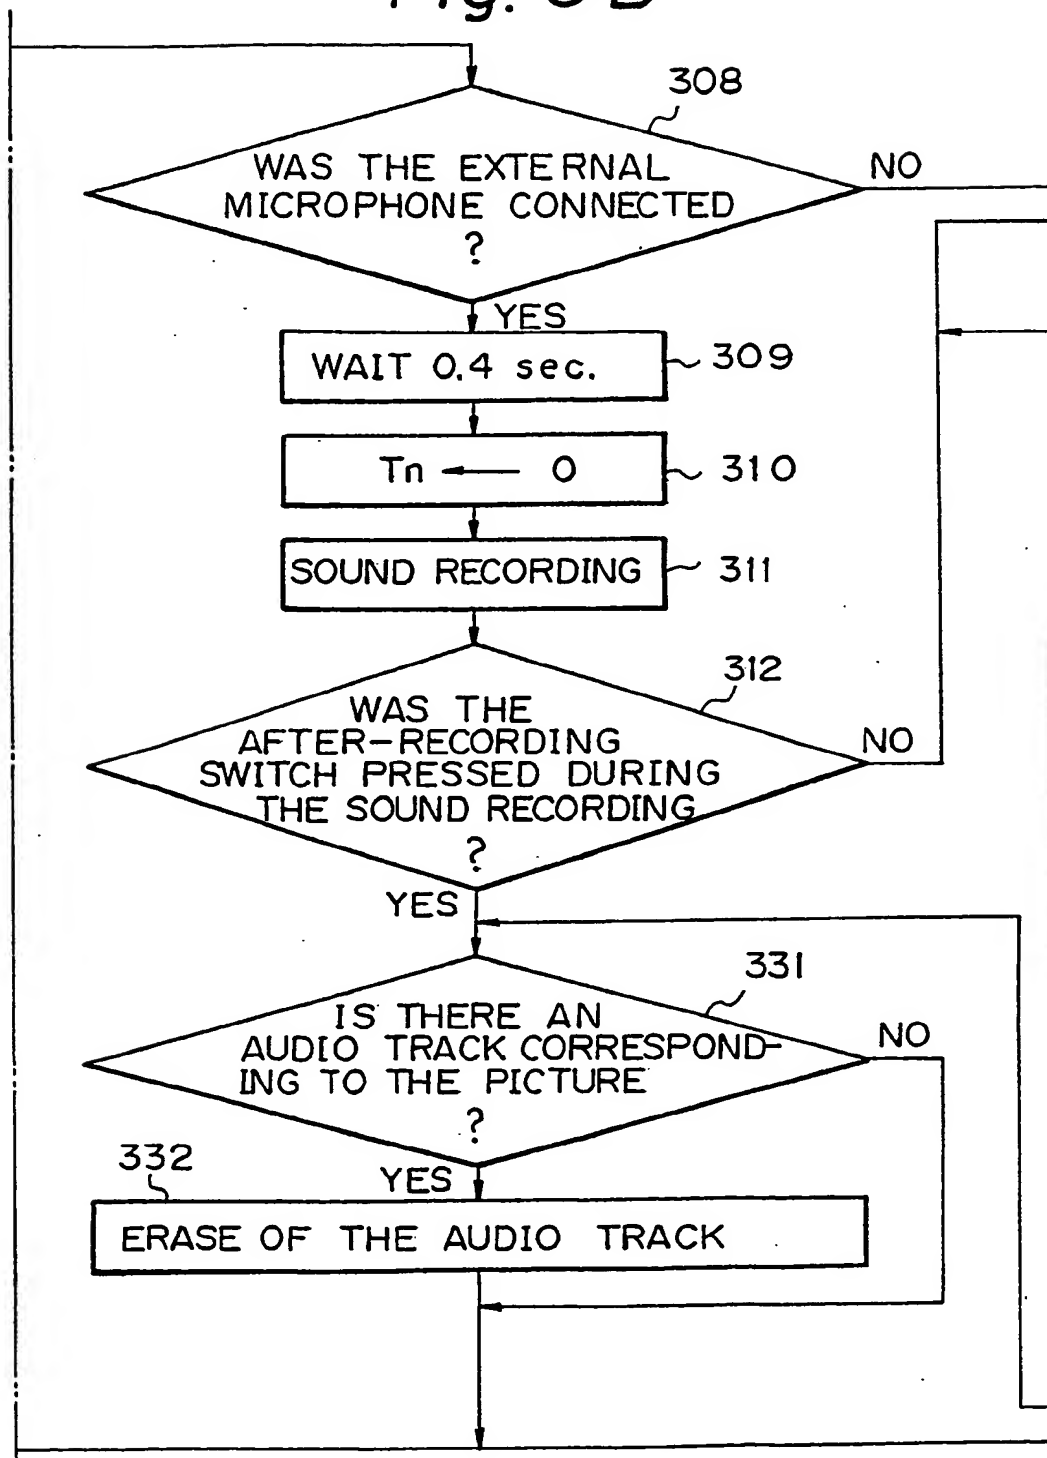 308
WAS THE EXTERNAL
MICROPHONE CONNECTED
?
NO
YES
WAIT 0.4 sec.
309
Tn ← 0
310
SOUND RECORDING
311
312
WAS THE
AFTER-RECORDING
SWITCH PRESSED DURING
THE SOUND RECORDING
?
NO
YES
331
IS THERE AN
AUDIO TRACK CORRESPOND-
ING TO THE PICTURE
?
NO
332
YES
ERASE OF THE AUDIO TRACK